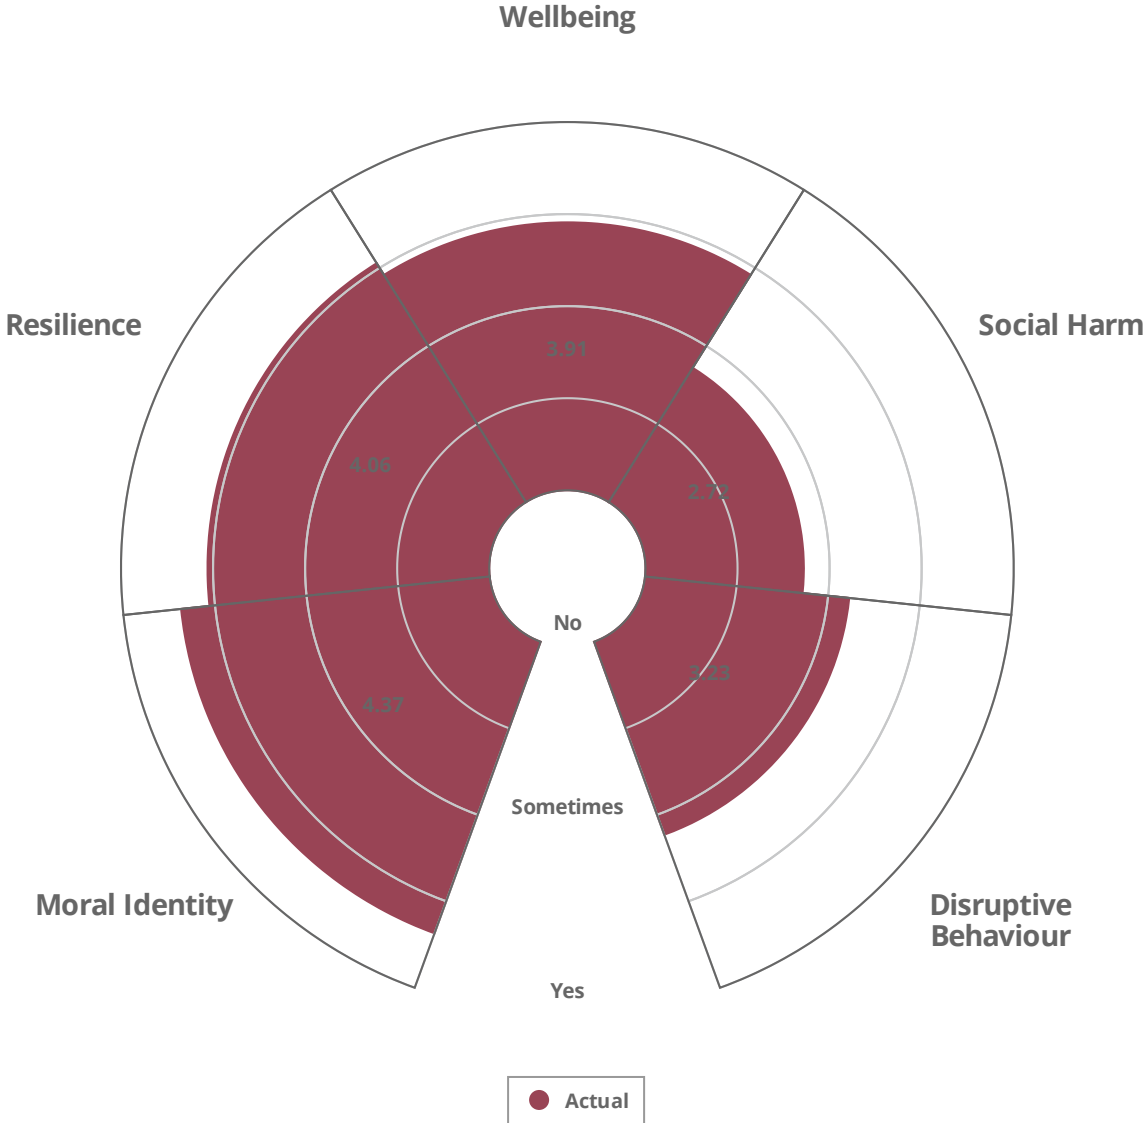 Wellbeing
Resilience
Social Harm
3.91
4.06
2.72
No
3.23
4.37
Sometimes
Moral Identity
Disruptive
Behaviour
Yes
Actual